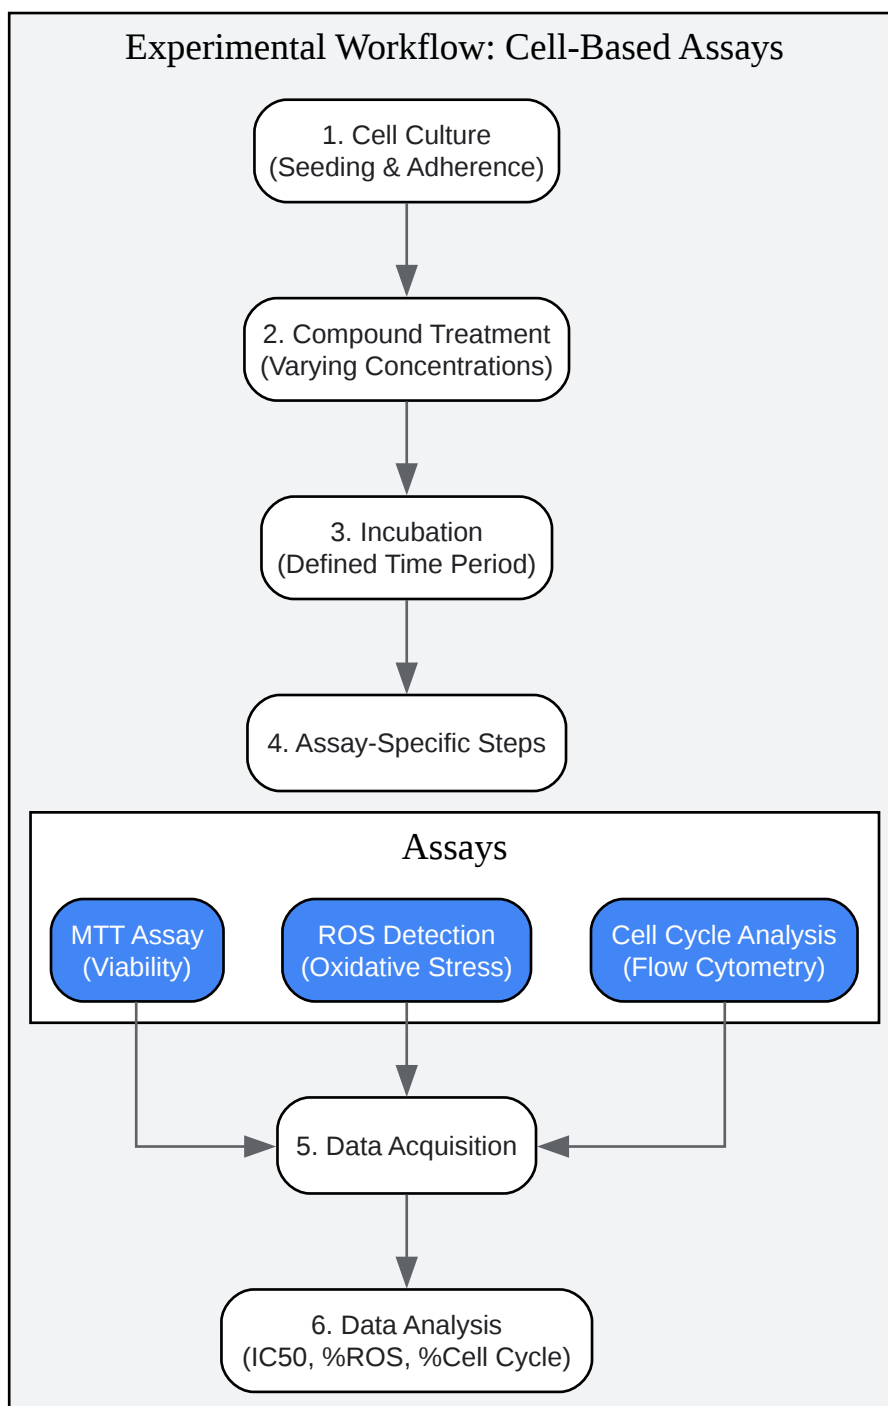 Experimental Workflow: Cell-Based Assays
1. Cell Culture
(Seeding & Adherence)
2. Compound Treatment
(Varying Concentrations)
3. Incubation
(Defined Time Period)
4. Assay-Specific Steps
Assays
MTT Assay
(Viability)
ROS Detection
(Oxidative Stress)
Cell Cycle Analysis
(Flow Cytometry)
5. Data Acquisition
6. Data Analysis
(IC50, %ROS, %Cell Cycle)